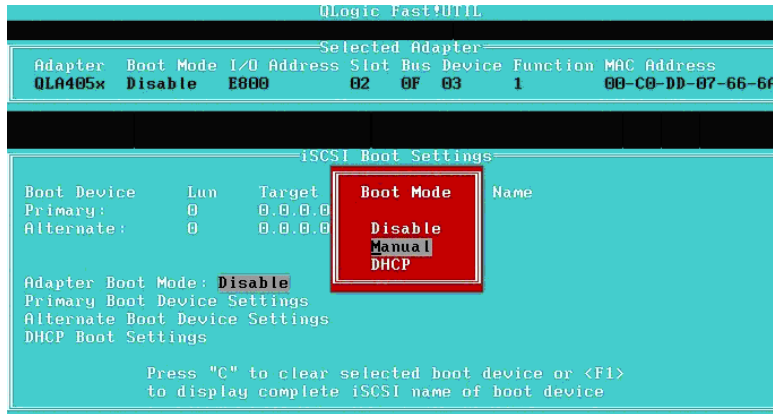 QLogic Fast!UTIL
Selected Adapter
Adapter Boot Mode I/O Address Slot Bus Device Function MAC Address
QLA405x Disable E800 02 0F 03 1 00-C0-DD-07-66-6A
iSCSI Boot Settings
Boot Device Lun Target Name
Primary: 0 0.0.0.0
Alternate: 0 0.0.0.0
Boot Mode
Disable
Manual
DHCP
Adapter Boot Mode: Disable
Primary Boot Device Settings
Alternate Boot Device Settings
DHCP Boot Settings
Press "C" to clear selected boot device or <F1>
to display complete iSCSI name of boot device